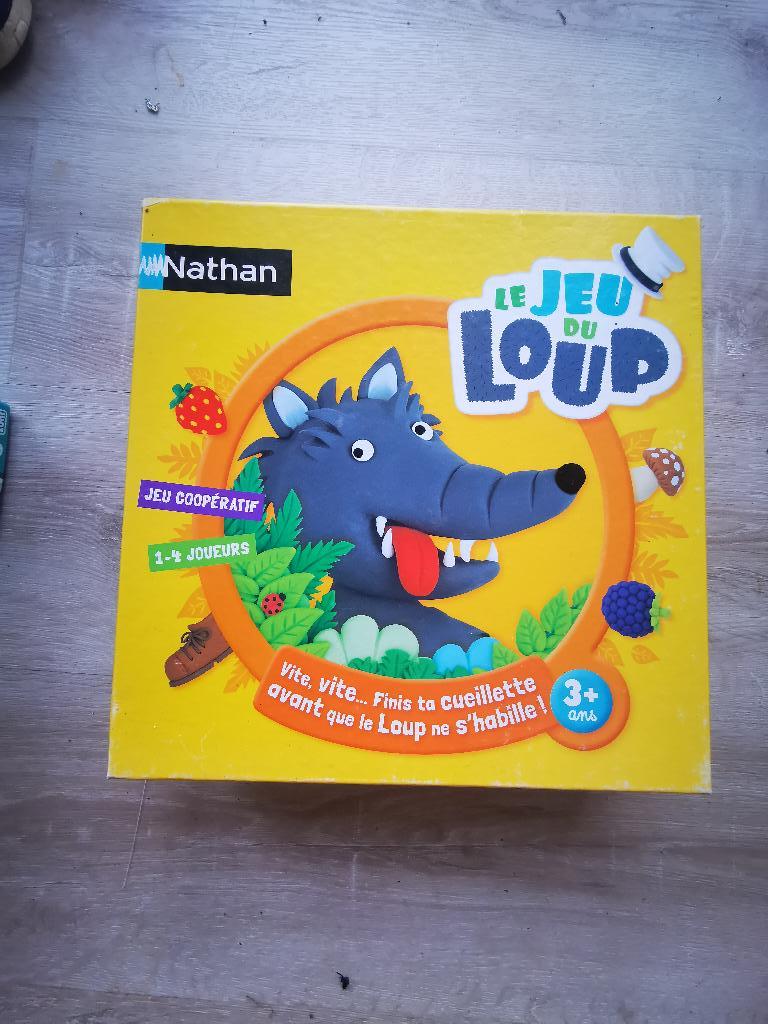 Nathan
LE JEU
DU
LOUP
JEU COOPÉRATIF
1-4 JOUEURS
Vite, vite... Finis ta cueillette
avant que le Loup ne s'habille !
3+
ans